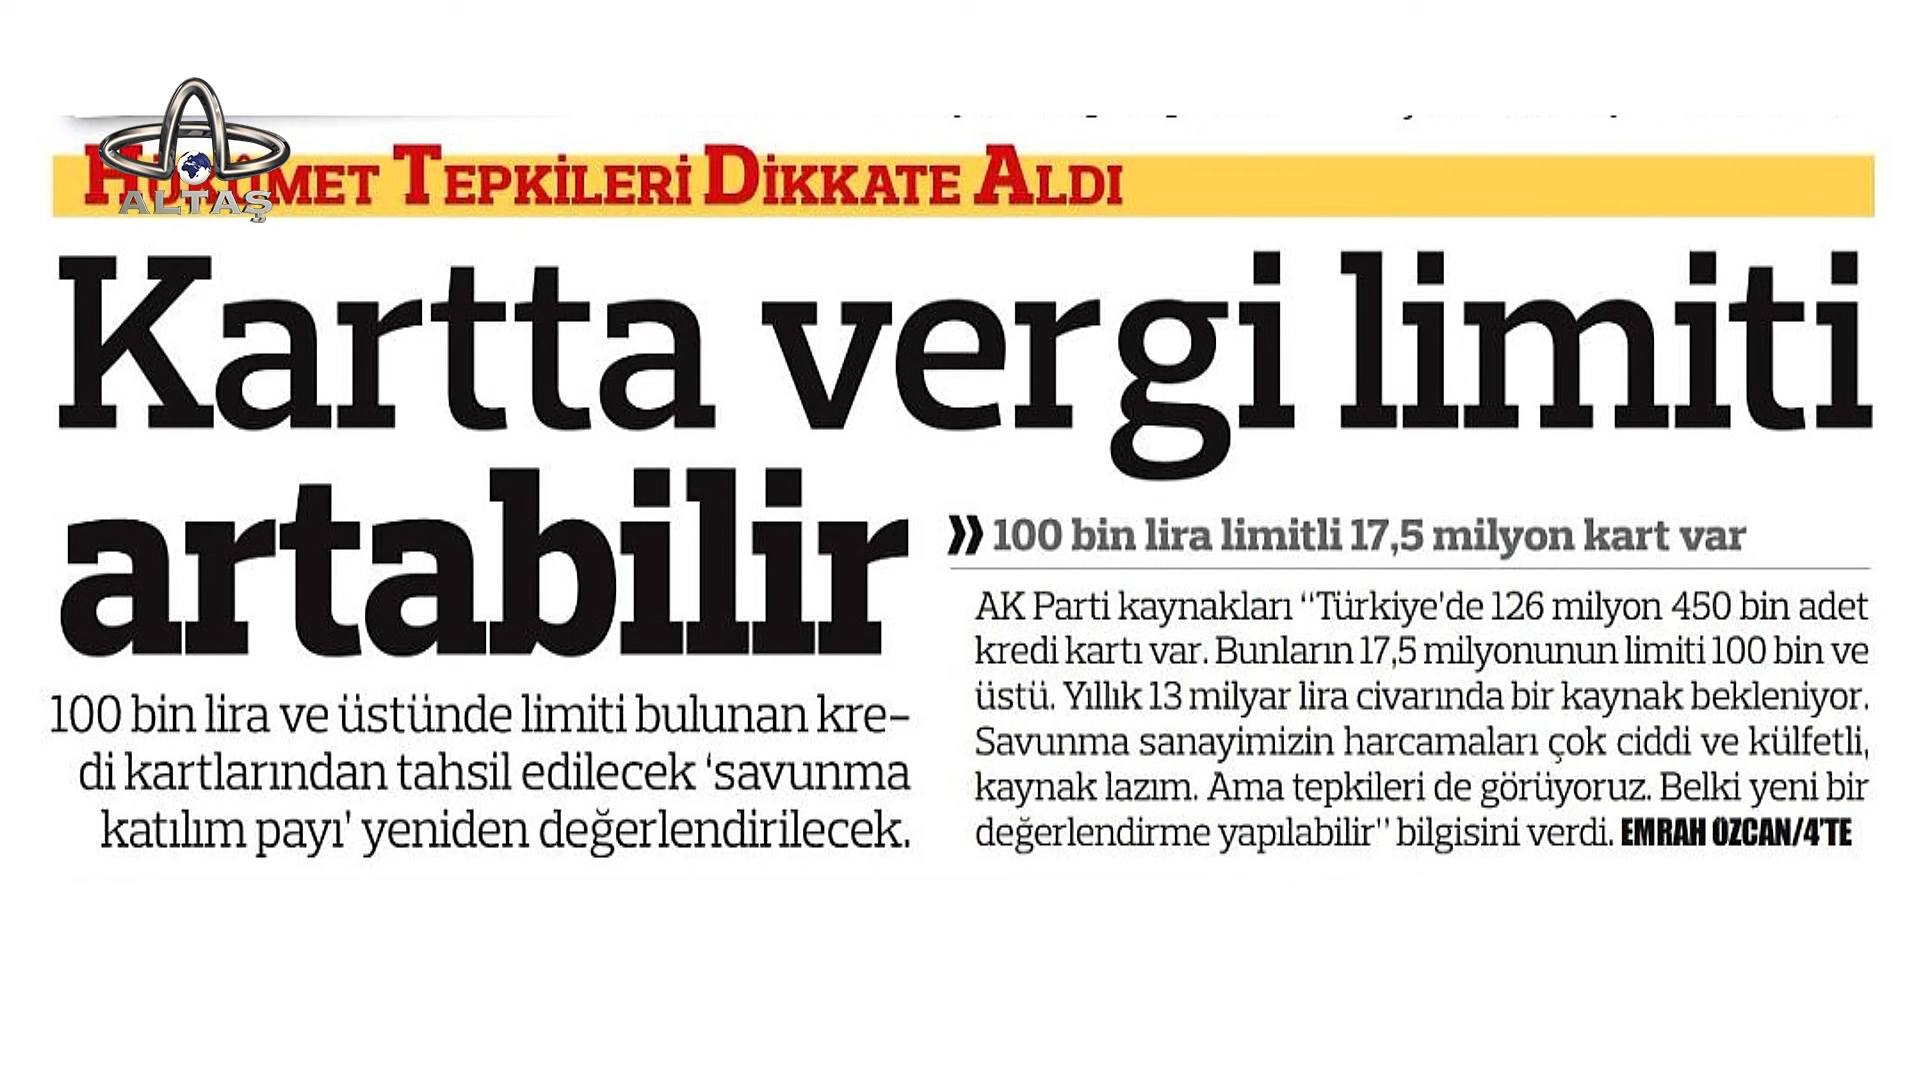 ALTAŞ
HÜKÛMET TEPKİLERİ DİKKATE ALDI
Kartta vergi limiti
artabilir
100 bin lira ve üstünde limiti bulunan kre-
di kartlarından tahsil edilecek ‘savunma
katılım payı’ yeniden değerlendirilecek.
» 100 bin lira limitli 17,5 milyon kart var
AK Parti kaynakları “Türkiye’de 126 milyon 450 bin adet
kredi kartı var. Bunların 17,5 milyonunun limiti 100 bin ve
üstü. Yıllık 13 milyar lira civarında bir kaynak bekleniyor.
Savunma sanayimizin harcamaları çok ciddi ve külfetli,
kaynak lazım. Ama tepkileri de görüyoruz. Belki yeni bir
değerlendirme yapılabilir” bilgisini verdi. EMRAH ÖZCAN/4’TE